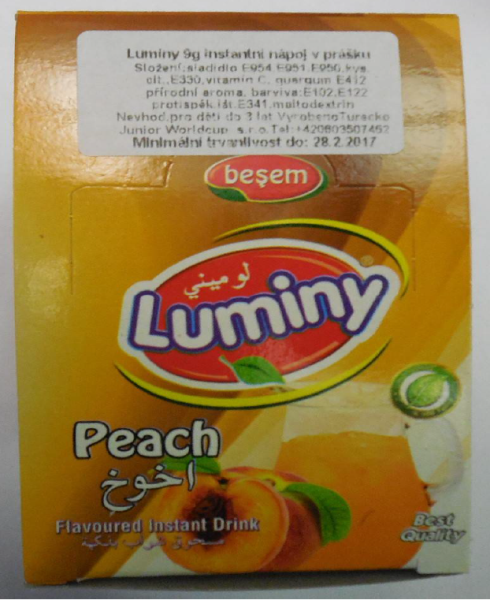 Luminy 9g instantní nápoj v prášku
Složení:sladidlo E954,E951,E950,kys.
cit.,E330,vitamin C, guargum E412
přírodní aroma, barviva:E102,E122
protispék.išt.E341,maltodextrin
Nevhod.pro děti do 3 let VyrobenoTurecko
Junior Worldcup s.r.o.Tel:+420603507462
Minimální trvanlivost do: 28.2.2017
beşem
لوميني
Luminy
®
Peach
اخوخ
Flavoured Instant Drink
Best
Quality